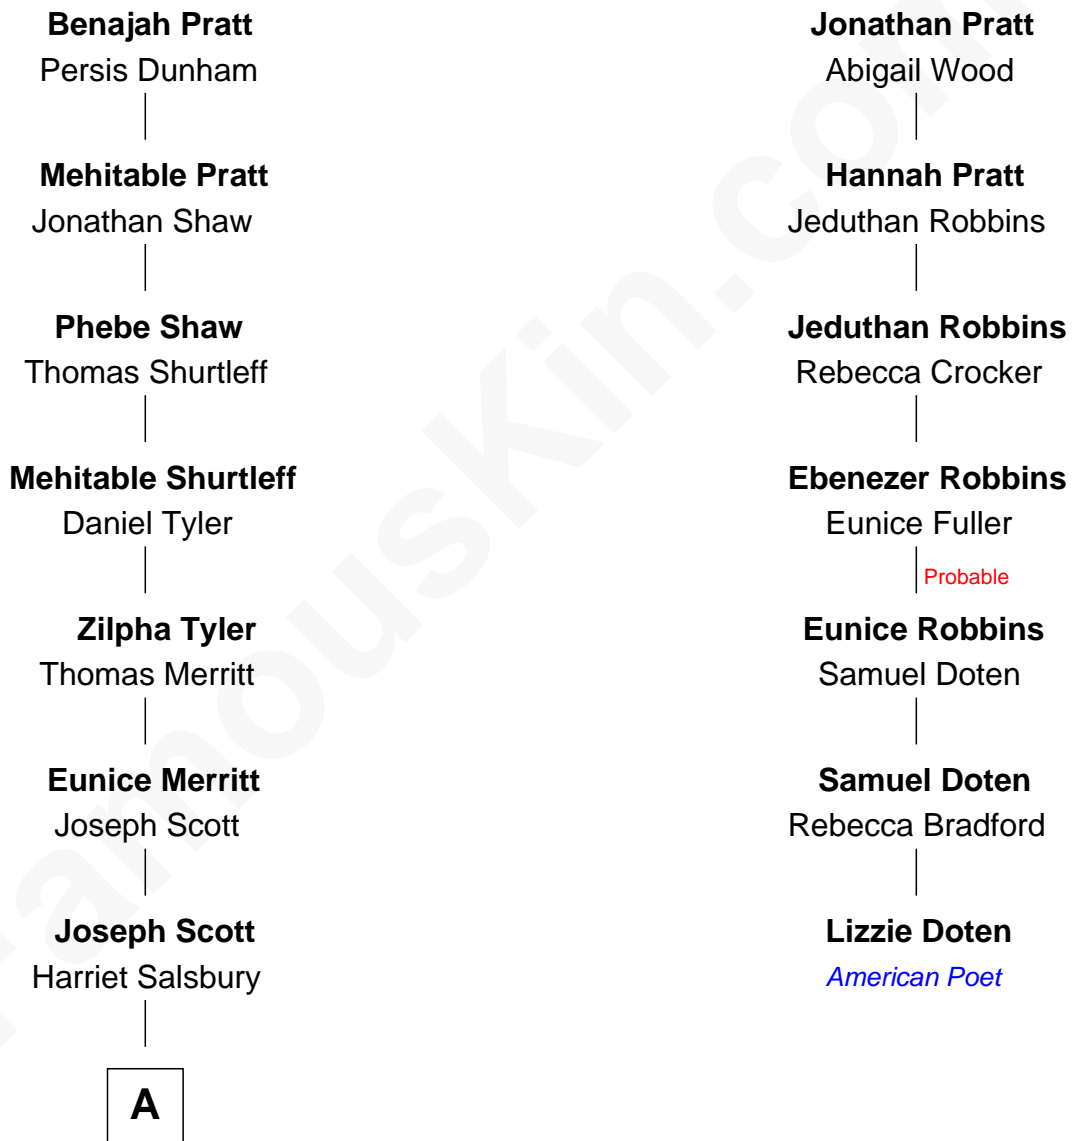 Benajah Pratt
Persis Dunham
Mehitable Pratt
Jonathan Shaw
Phebe Shaw
Thomas Shurtleff
Mehitable Shurtleff
Daniel Tyler
Zilpha Tyler
Thomas Merritt
Eunice Merritt
Joseph Scott
Joseph Scott
Harriet Salsbury
A
Jonathan Pratt
Abigail Wood
Hannah Pratt
Jeduthan Robbins
Jeduthan Robbins
Rebecca Crocker
Ebenezer Robbins
Eunice Fuller
Probable
Eunice Robbins
Samuel Doten
Samuel Doten
Rebecca Bradford
Lizzie Doten
American Poet
FamousKin.com